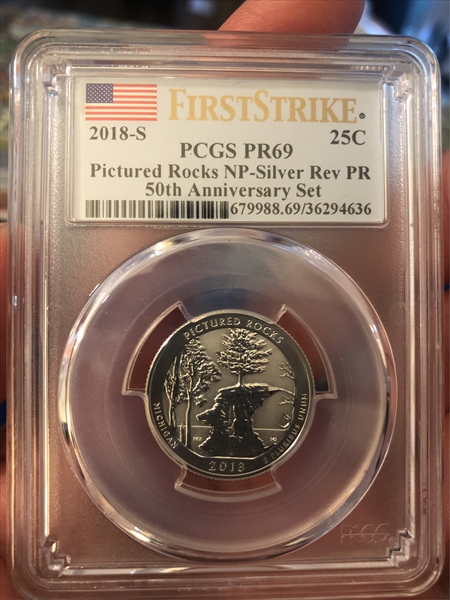 FIRSTSTRIKE®
2018-S 25C
PCGS PR69
Pictured Rocks NP-Silver Rev PR
50th Anniversary Set
679988.69/36294636
PICTURED ROCKS
MICHIGAN
E PLURIBUS UNUM
2018
PCGS